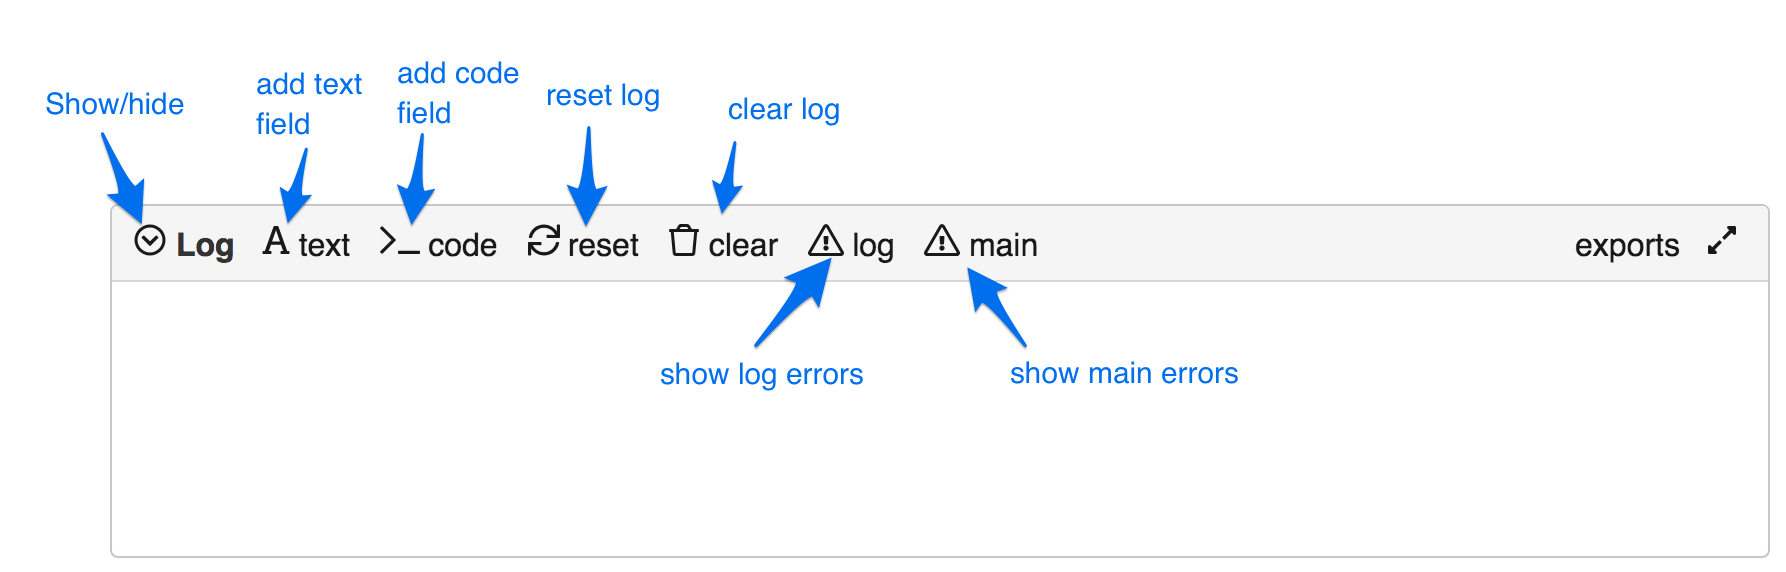 Show/hide
add text
field
add code
field
reset log
clear log
Log A text >_ code reset clear log main exports
show log errors
show main errors